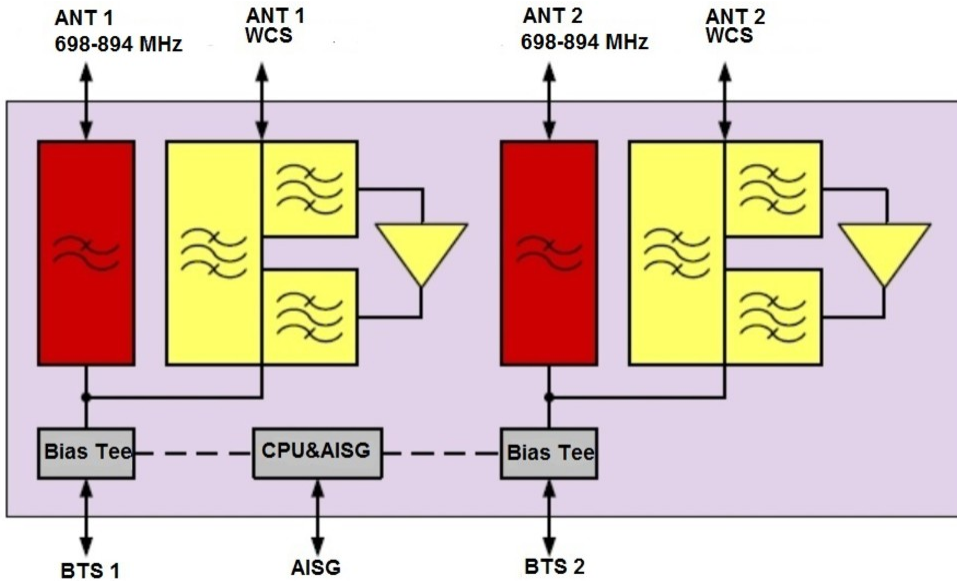 ANT 1
698-894 MHz
ANT 1
WCS
ANT 2
698-894 MHz
ANT 2
WCS
Bias Tee
CPU&AISG
Bias Tee
BTS 1
AISG
BTS 2